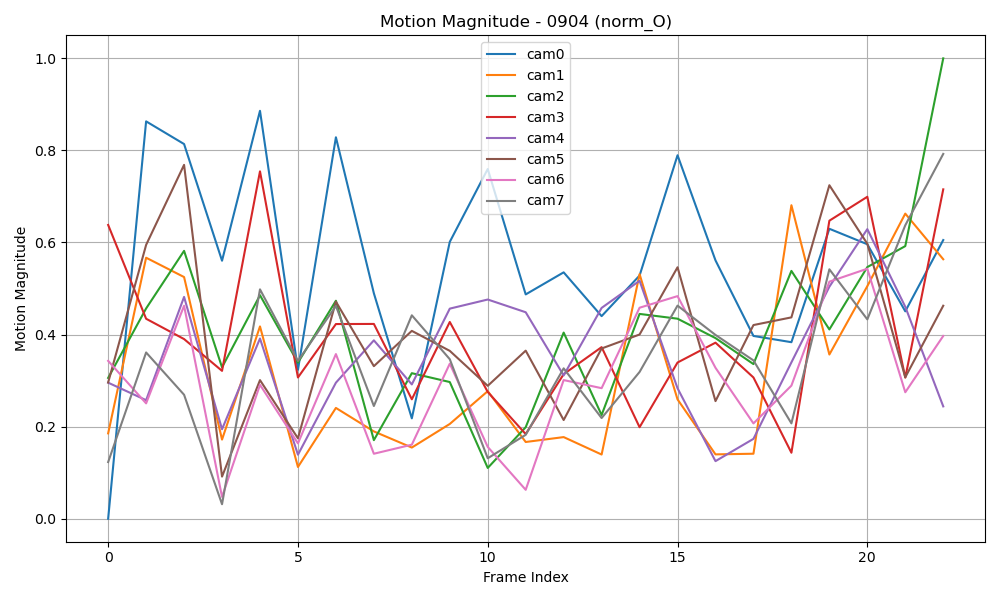 Motion Magnitude - 0904 (norm_O)
1.0
0.8
0.6
0.4
0.2
0.0
Motion Magnitude
cam0
cam1
cam2
cam3
cam4
cam5
cam6
cam7
0 5 10 15 20
Frame Index